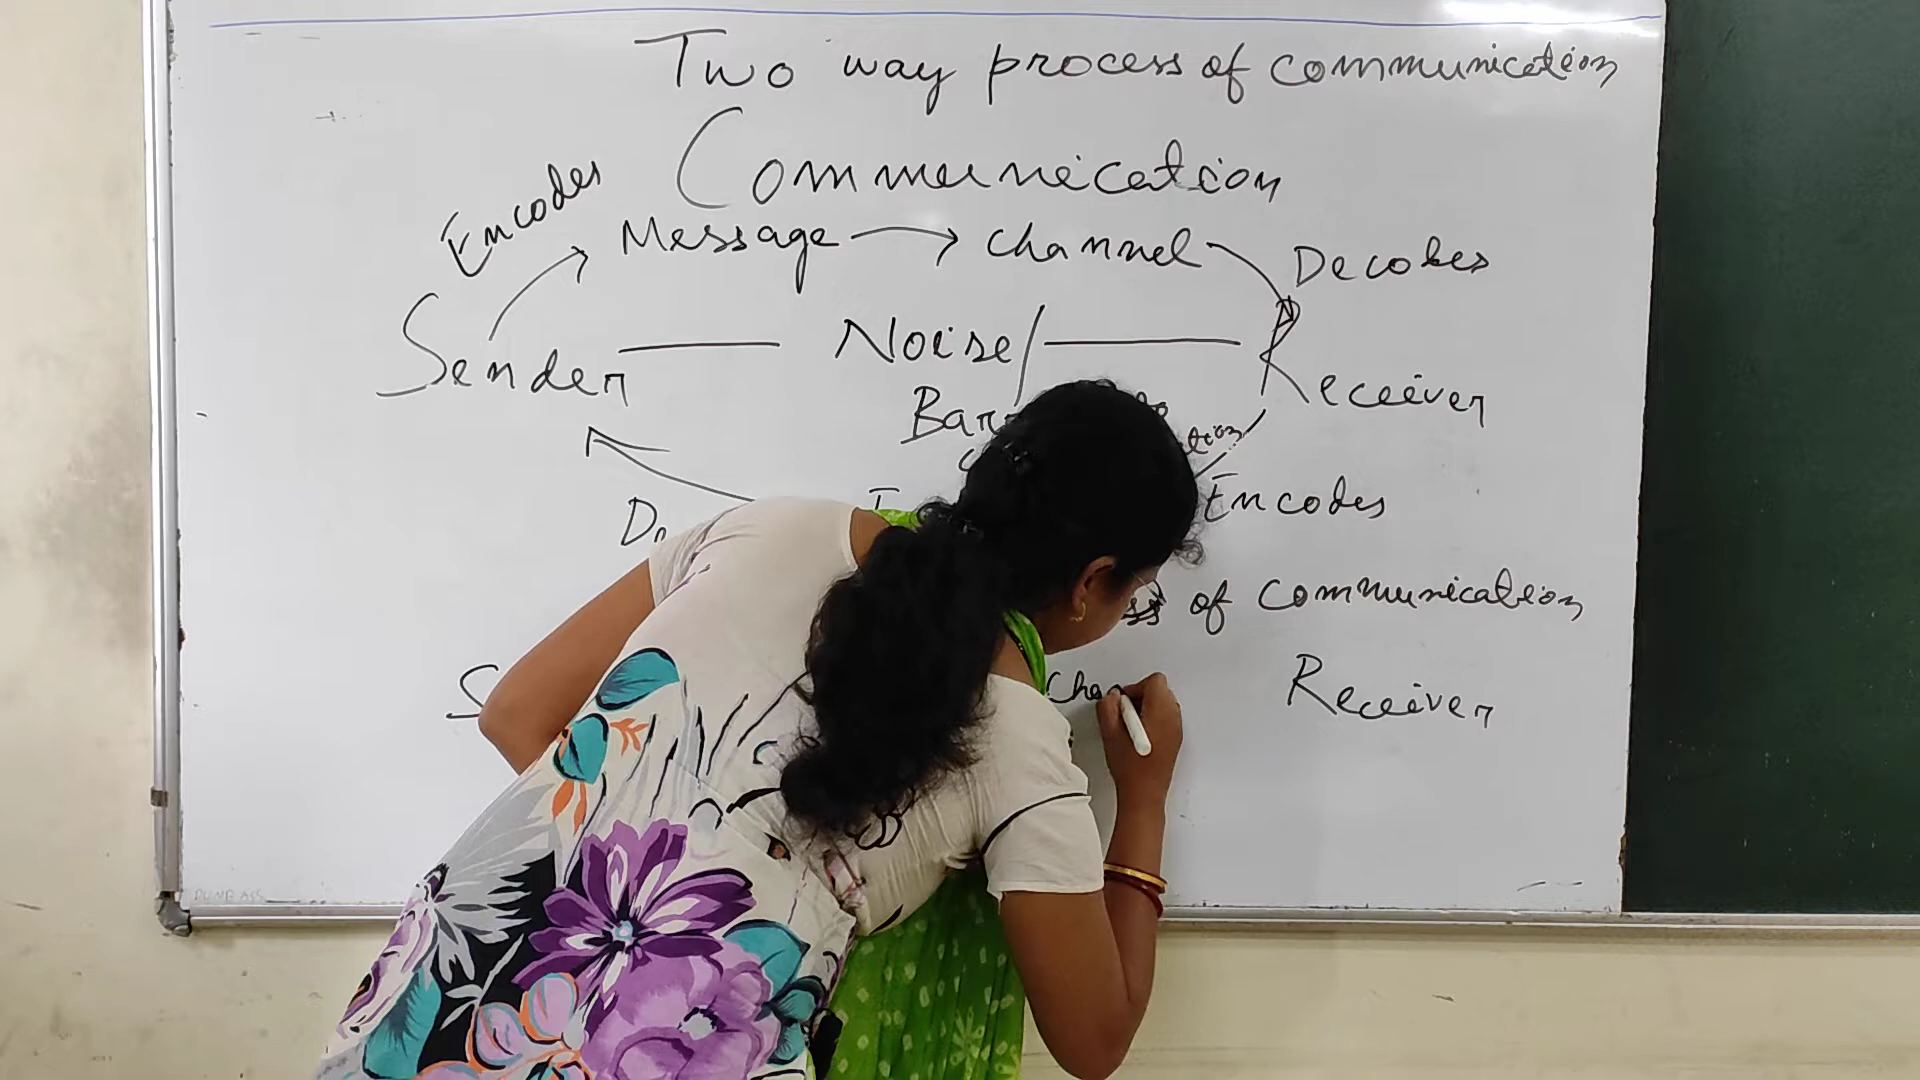 Two way process of communication
Communication
Encodes
Message → channel
Decodes
Sender — Noise/ — Receiver
Encodes
of communication
Receiver